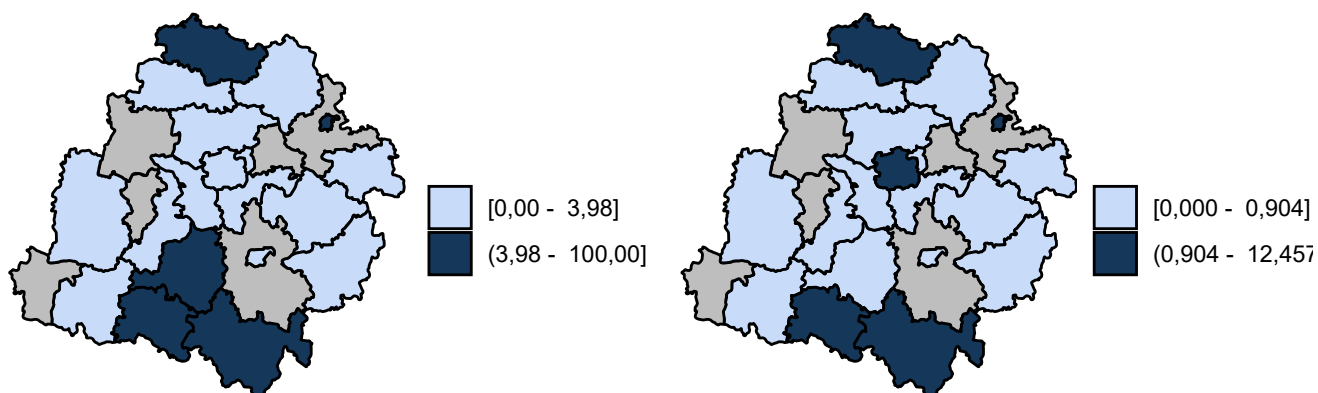 [0,00 - 3,98]
(3,98 - 100,00]
[0,000 - 0,904]
(0,904 - 12,457